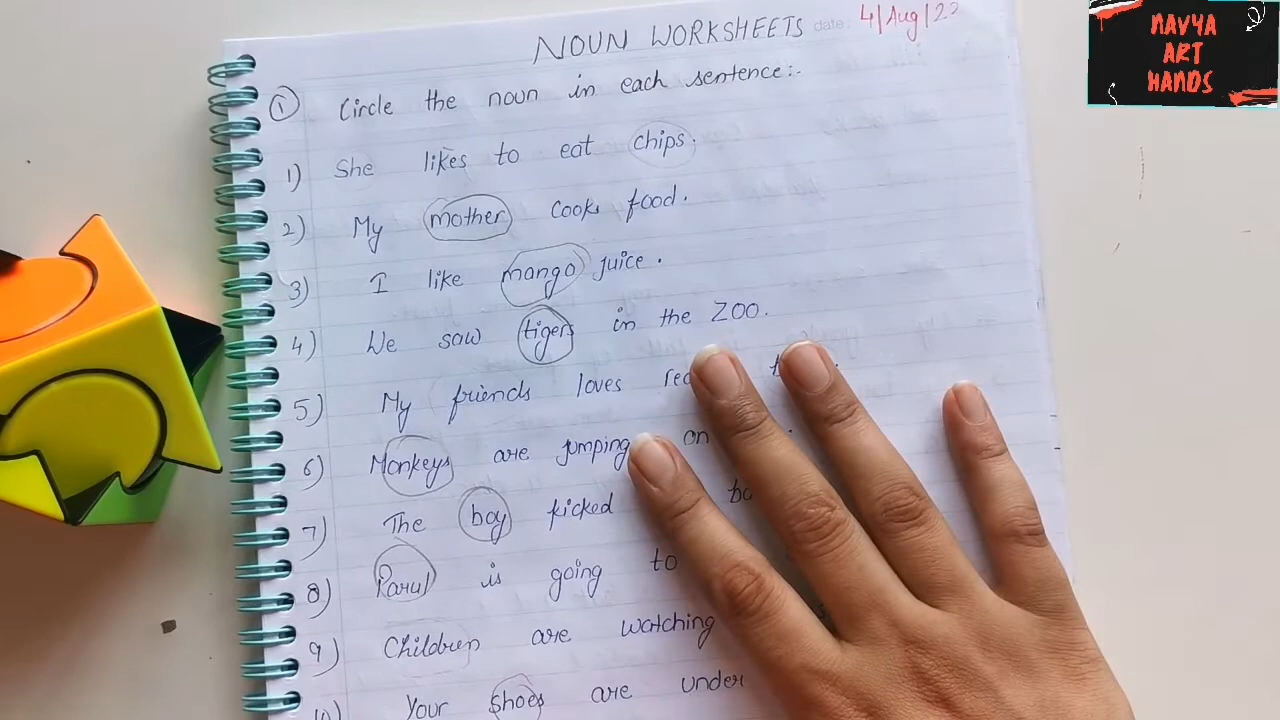 NOUN WORKSHEETS date: 4/Aug/22
1 Circle the noun in each sentence:-
1) She likes to eat chips.
2) My mother cooks food.
3) I like mango juice.
4) We saw tigers in the ZOO.
5) My friends loves
6) Monkeys are jumping on
7) The boy kicked
8) Parul is going to
9) Children are watching
10) Your shoes are under
NAVYA
ART
HANDS